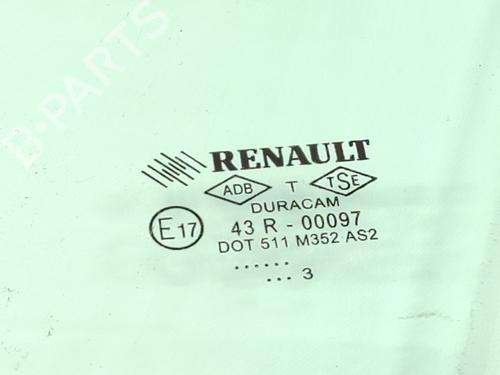 B-PARTS
RENAULT
ADB T TSE
DURACAM
E17 43 R - 00097
DOT 511 M352 AS2
......
... 3